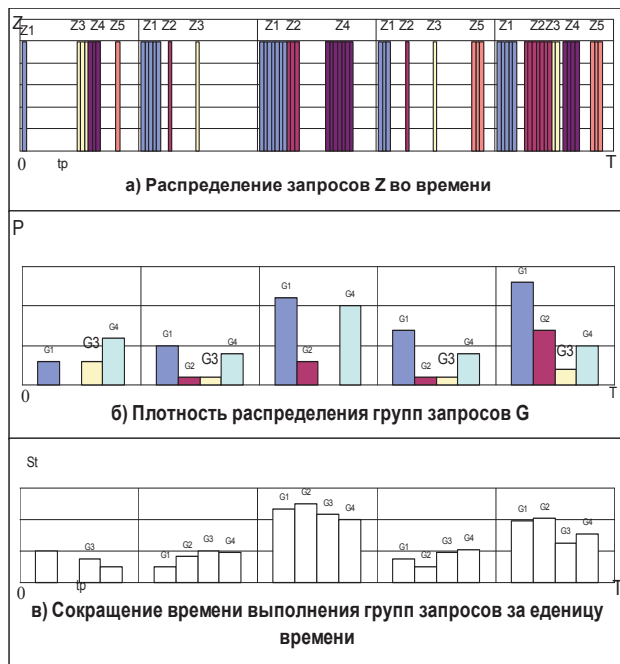 Z
Z1 Z3 Z4 Z5 Z1 Z2 Z3 Z1 Z2 Z4 Z1 Z2 Z3 Z5 Z1 Z2 Z3 Z4 Z5
0 tp T
а) Распределение запросов Z во времени
P
G1 G3 G4 G1 G2 G3 G4 G1 G2 G4 G1 G2 G3 G4 G1 G2 G3 G4
0 T
б) Плотность распределения групп запросов G
St
G3 G1 G2 G3 G4 G1 G2 G3 G4 G1 G2 G3 G4 G1 G2 G3 G4
0 tp T
в) Сокращение времени выполнения групп запросов за еденицу
времени